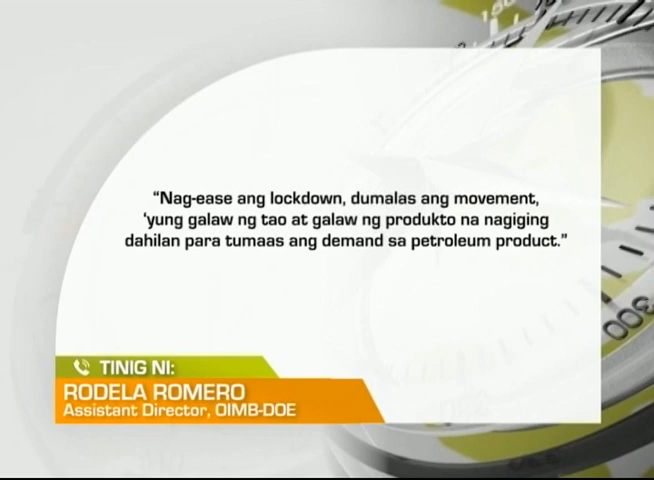 “Nag-ease ang lockdown, dumalas ang movement,
‘yung galaw ng tao at galaw ng produkto na nagiging
dahilan para tumaas ang demand sa petroleum product.”
TINIG NI:
RODELA ROMERO
Assistant Director, OIMB-DOE
300